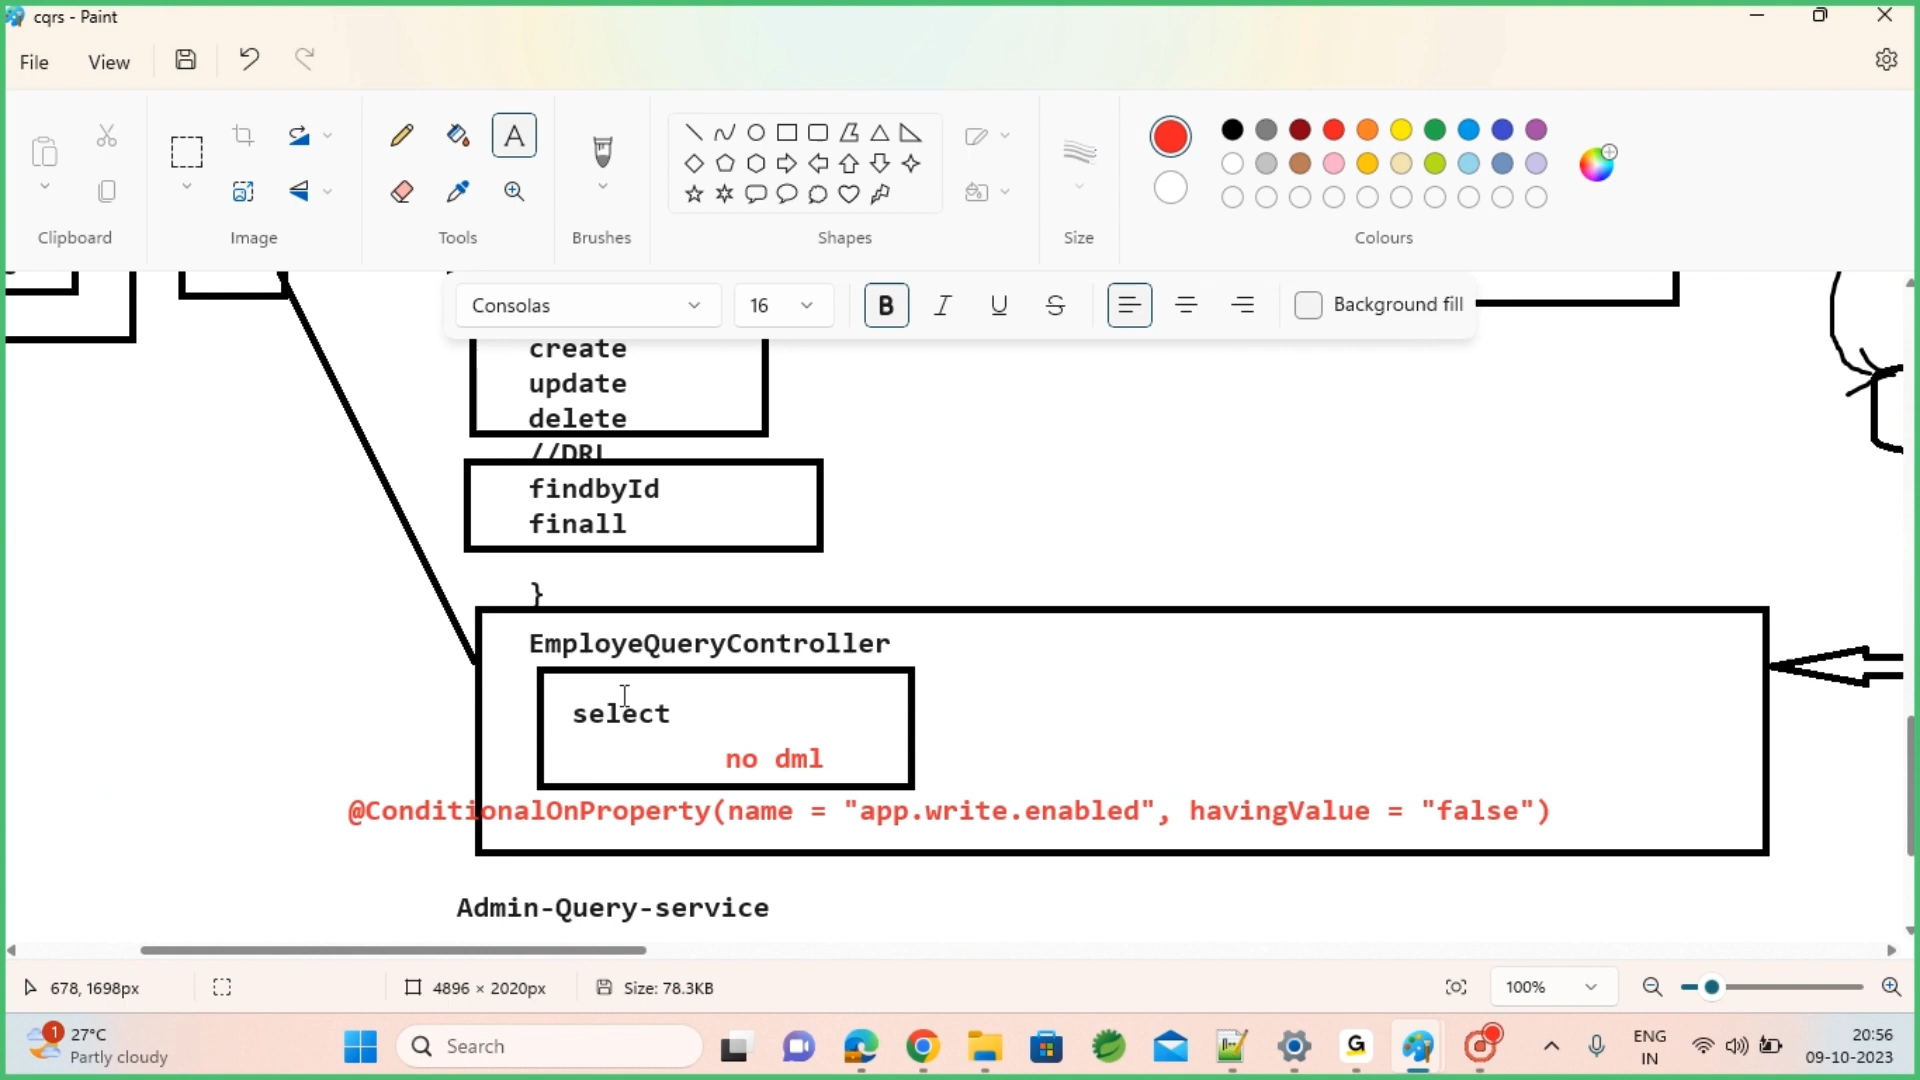 cqrs - Paint
File
View
Clipboard
Image
Tools
Brushes
Shapes
Size
Colours
Consolas
16
B
I
U
S
Background fill
create
update
delete
//DRL
findbyId
finall
}
EmployeQueryController
select
no dml
@ConditionalOnProperty(name = "app.write.enabled", havingValue = "false")
Admin-Query-service
678, 1698px
4896 × 2020px
Size: 78.3KB
100%
1
27°C
Partly cloudy
Search
ENG
IN
20:56
09-10-2023